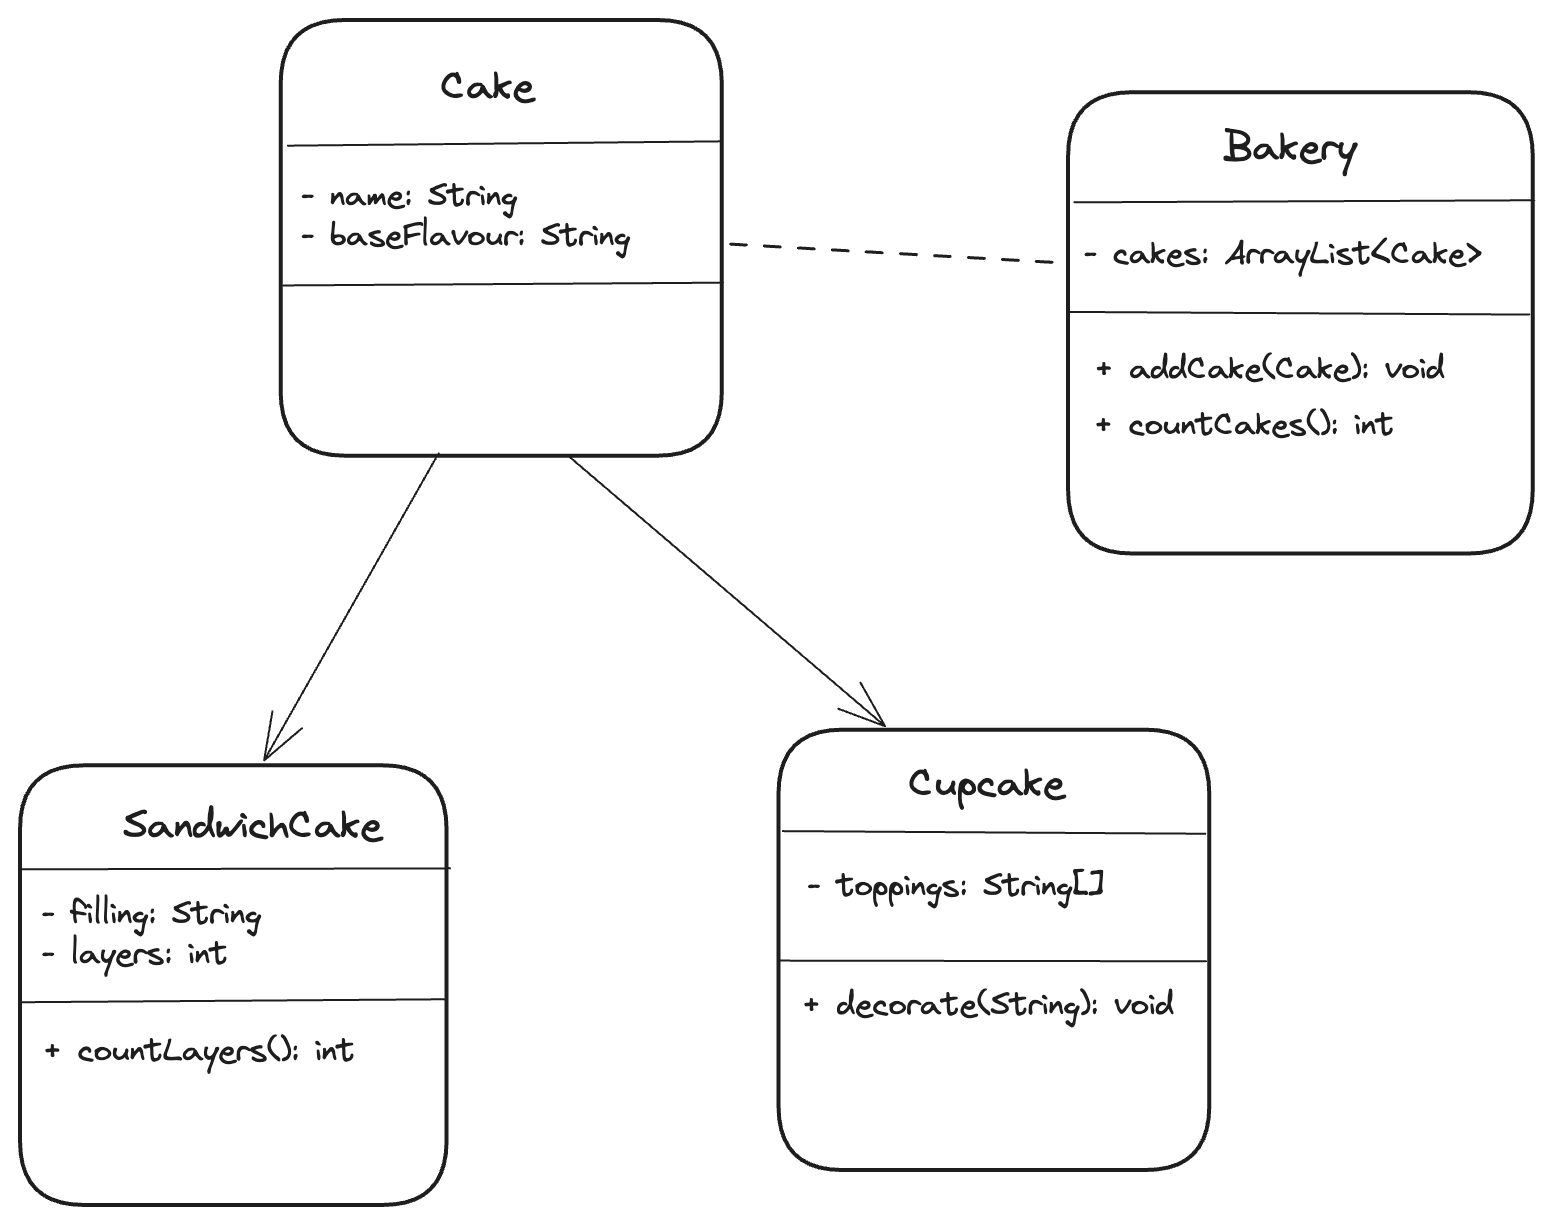 Cake
- name: String
- baseFlavour: String
Bakery
- cakes: ArrayList<Cake>
+ addCake(Cake): void
+ countCakes(): int
SandwichCake
- filling: String
- layers: int
+ countLayers(): int
Cupcake
- toppings: String[]
+ decorate(String): void